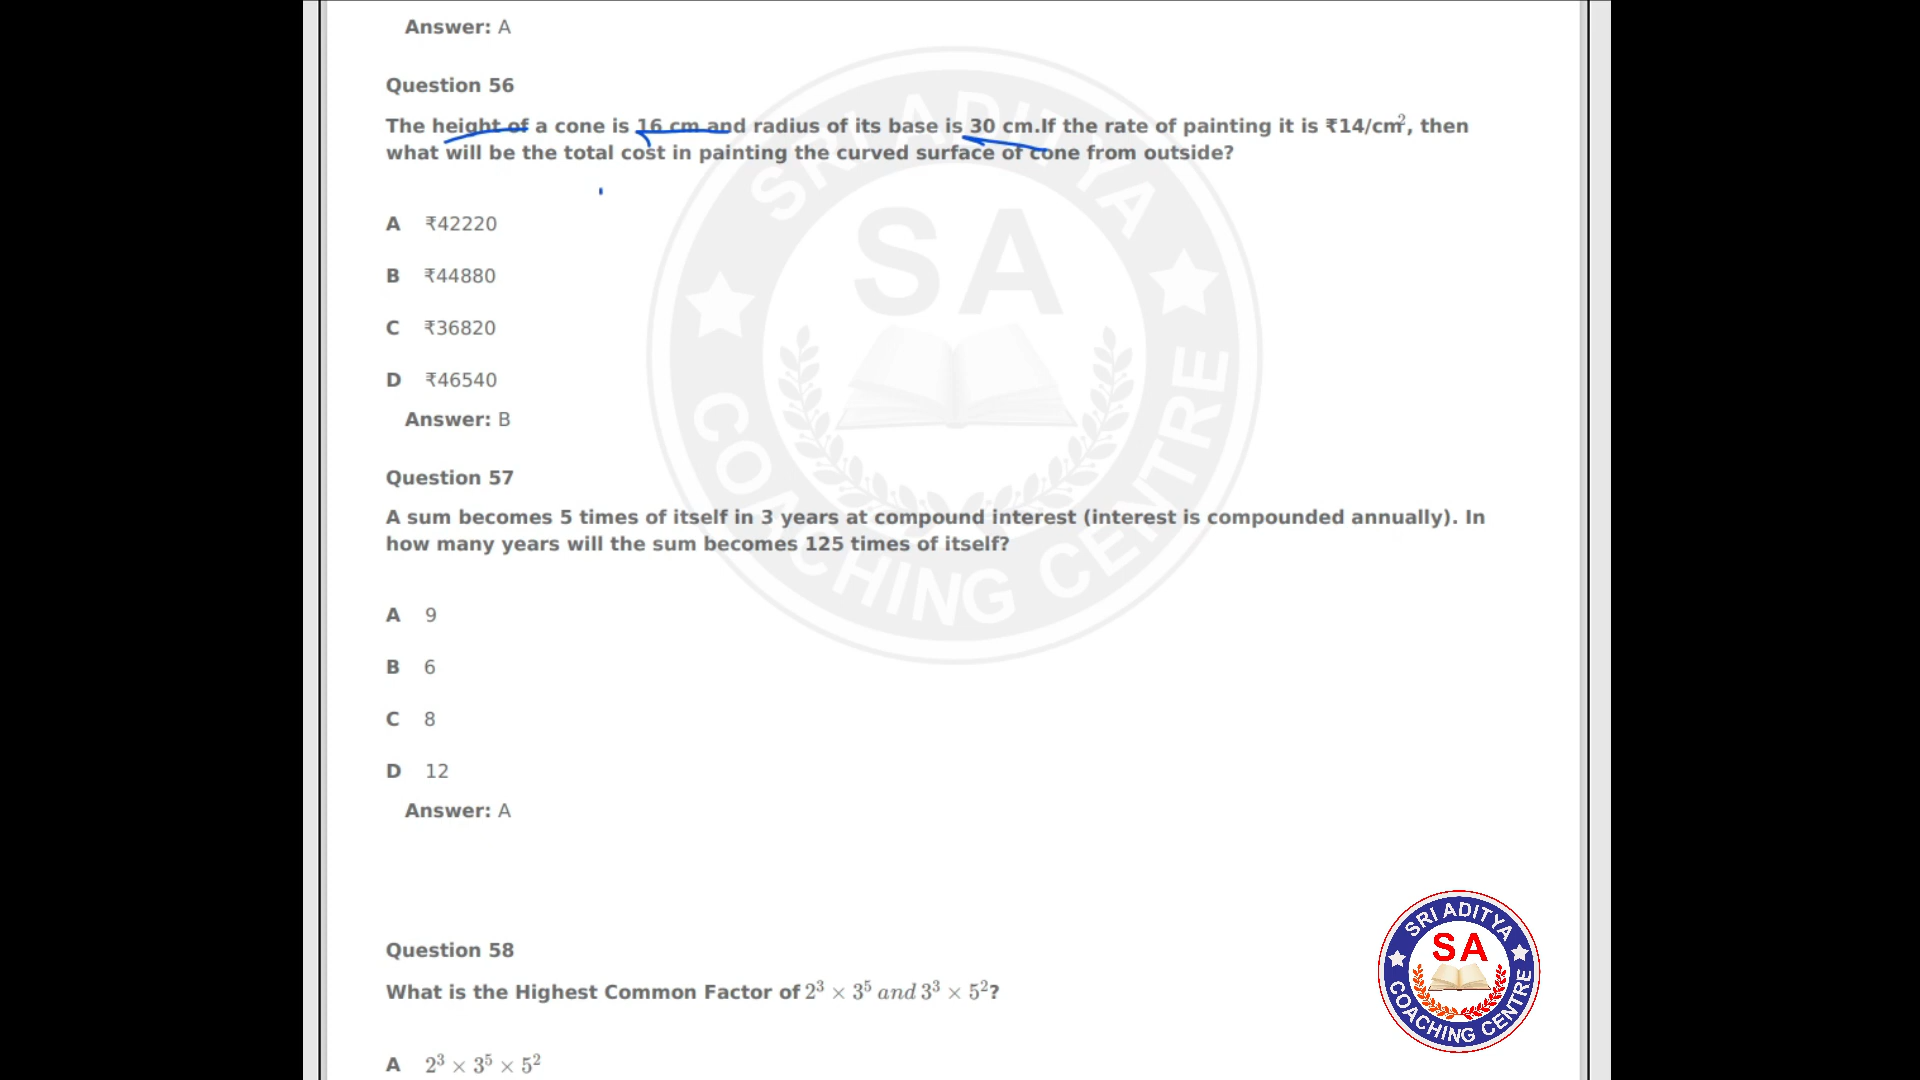 Answer: A
Question 56
The height of a cone is 16 cm and radius of its base is 30 cm.If the rate of painting it is ₹14/cm², then
what will be the total cost in painting the curved surface of cone from outside?
A ₹42220
B ₹44880
C ₹36820
D ₹46540
Answer: B
Question 57
A sum becomes 5 times of itself in 3 years at compound interest (interest is compounded annually). In
how many years will the sum becomes 125 times of itself?
A 9
B 6
C 8
D 12
Answer: A
Question 58
What is the Highest Common Factor of 2³ × 3⁵ and 3³ × 5²?
A 2³ × 3⁵ × 5²
SRI ADITYA
SA
COACHING CENTRE
SRI ADITYA
SA
COACHING CENTRE